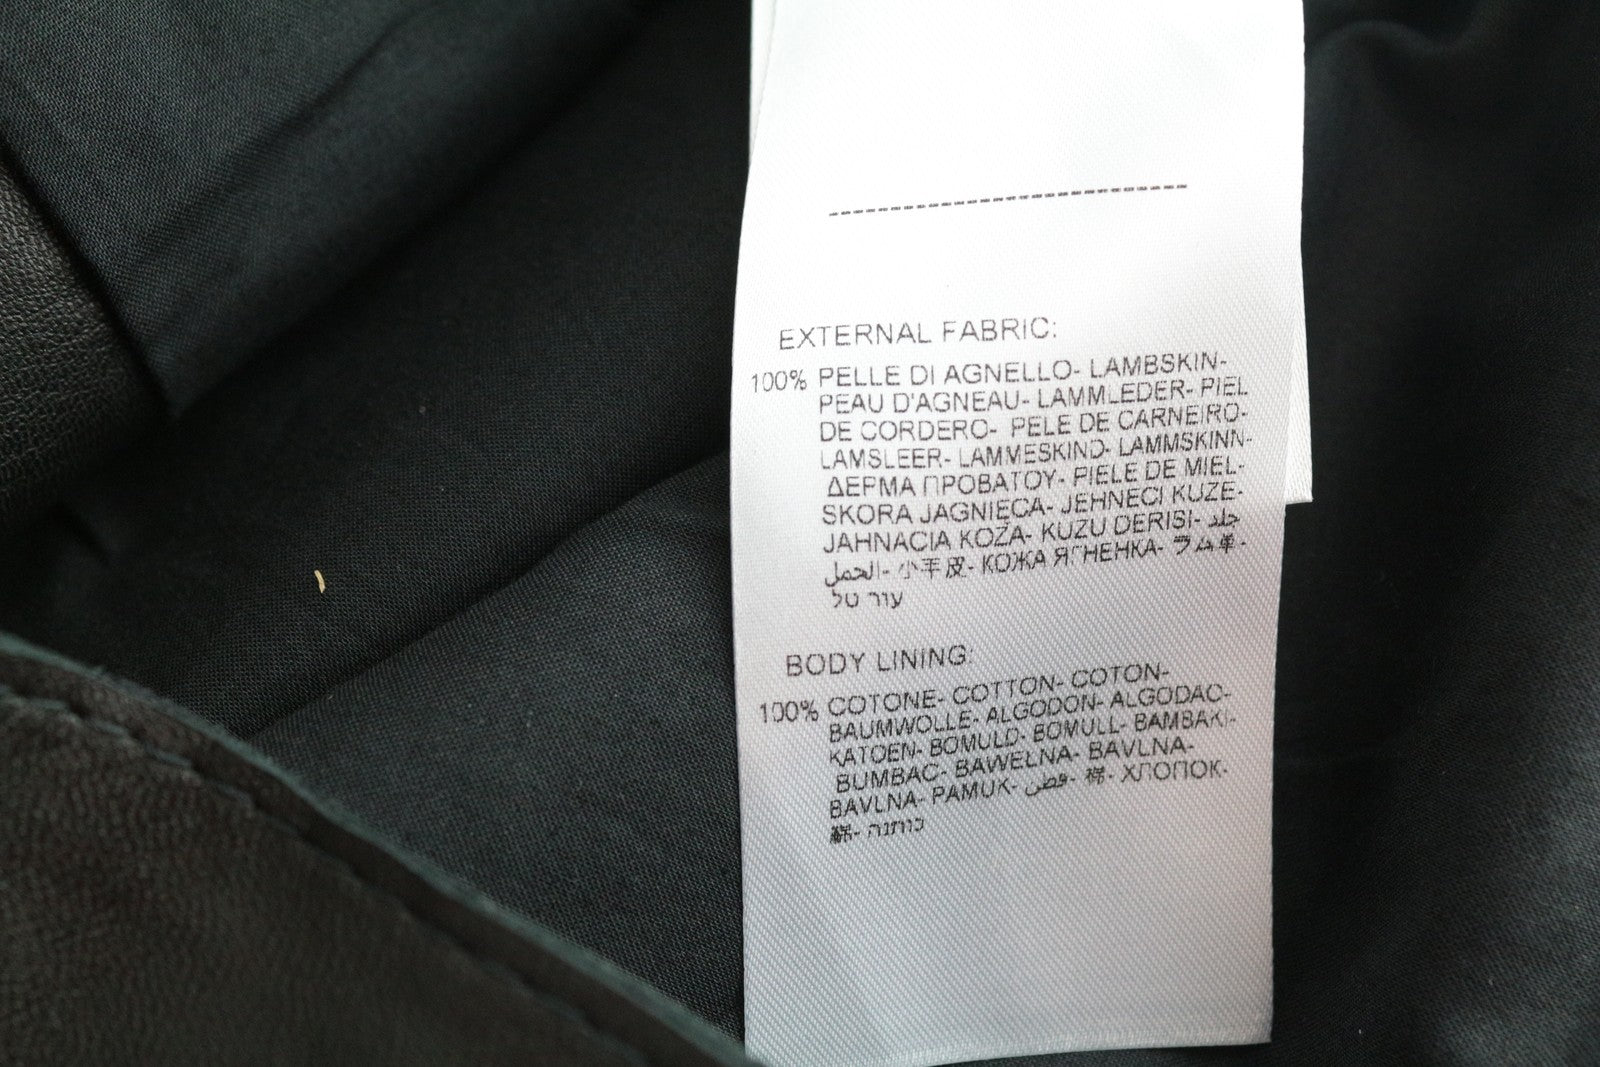 EXTERNAL FABRIC:
100% PELLE DI AGNELLO- LAMBSKIN-
PEAU D'AGNEAU- LAMMLEDER- PIEL
DE CORDERO- PELE DE CARNEIRO-
LAMSLEER- LAMMESKIND- LAMMSKINN-
ΔΕΡΜΑ ΠΡΟΒΑΤΟΥ- PIELE DE MIEL-
SKORA JAGNIĘCA- JEHNECI KUZE-
JAHNACIA KOŽA- KUZU DERISI- جلد
الحمل- 小羊皮- КОЖА ЯГНЕНКА- ラム革-
עור טל
BODY LINING:
100% COTONE- COTTON- COTON-
BAUMWOLLE- ALGODON- ALGODAC-
KATOEN- BOMULD- BOMULL- BAMBAKI-
BUMBAC- BAWEŁNA- BAVLNA-
BAVLNA- PAMUK- قطن- 棉- ХЛОПОК-
綿- כותנה